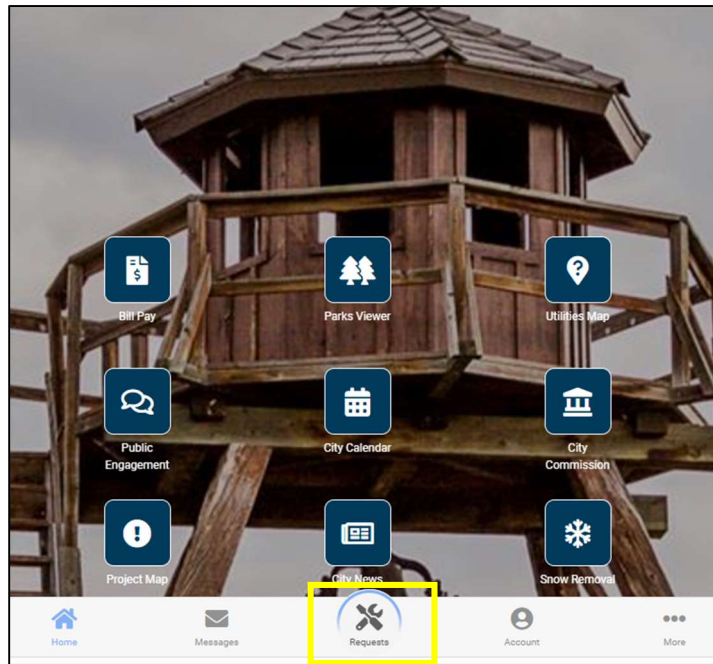 Bill Pay
Parks Viewer
Utilities Map
Public
Engagement
City Calendar
City
Commission
Project Map
City News
Snow Removal
Home
Messages
Requests
Account
More